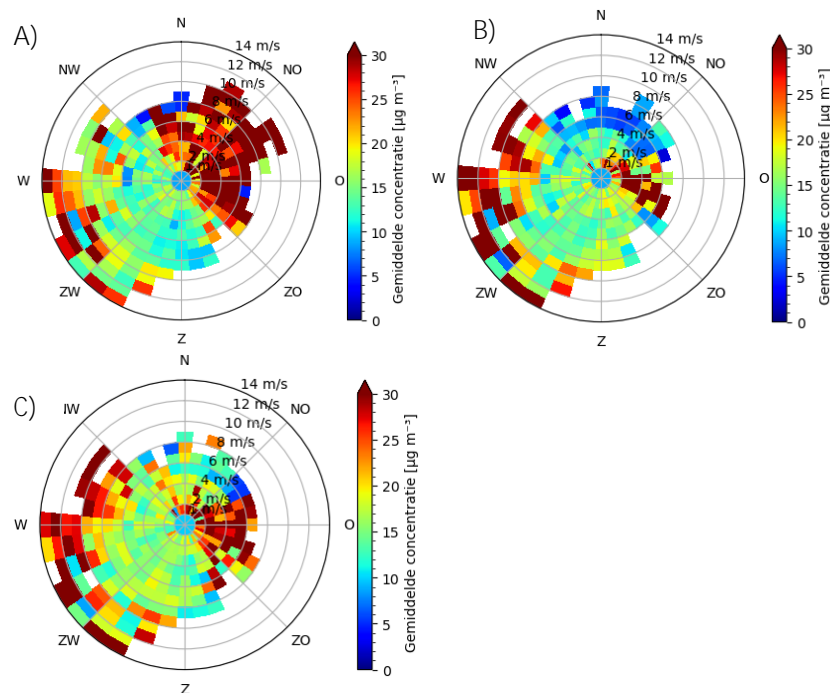 A)
N
NO
O
ZO
Z
ZW
W
NW
14 m/s
12 m/s
10 m/s
8 m/s
6 m/s
4 m/s
m/s
30
25
20
15
10
5
0
Gemiddelde concentratie [µg m⁻³]
B)
N
NO
O
ZO
Z
ZW
W
NW
14 m/s
12 m/s
10 m/s
8 m/s
6 m/s
4 m/s
2 m/s
1 m/s
30
25
20
15
10
5
0
Gemiddelde concentratie [µg m⁻³]
C)
N
NO
O
ZO
Z
ZW
W
IW
14 m/s
12 m/s
10 m/s
8 m/s
6 m/s
4 m/s
2 m/s
m/s
30
25
20
15
10
5
0
Gemiddelde concentratie [µg m⁻³]